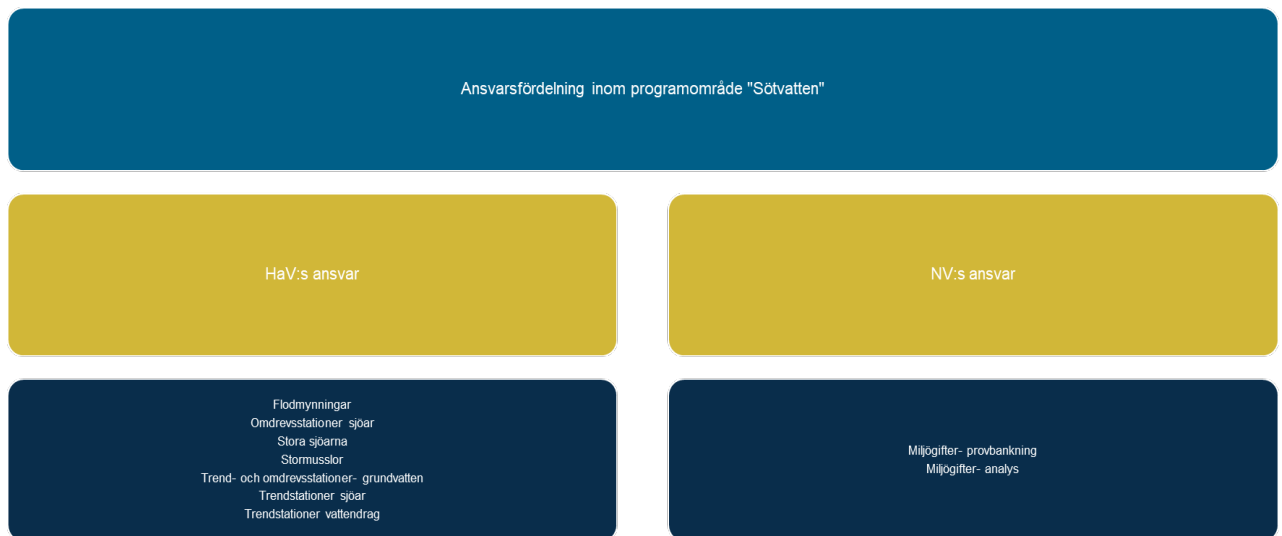 Ansvarsfördelning inom programområde "Sötvatten"
HaV:s ansvar
NV:s ansvar
Flodmynningar
Omdrevsstationer sjöar
Stora sjöarna
Stormusslor
Trend- och omdrevsstationer- grundvatten
Trendstationer sjöar
Trendstationer vattendrag
Miljögifter- provbankning
Miljögifter- analys